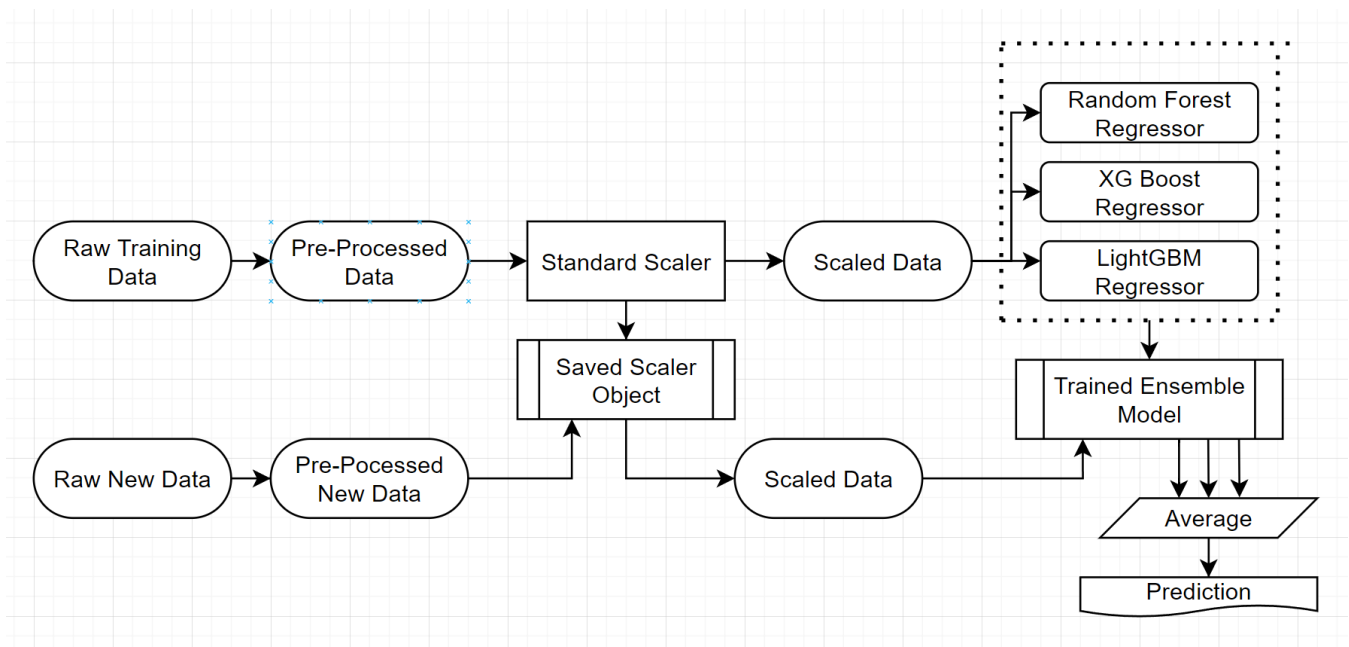 Random Forest
Regressor
XG Boost
Regressor
Raw Training
Data
Pre-Processed
Data
Standard Scaler
Scaled Data
LightGBM
Regressor
Saved Scaler
Object
Trained Ensemble
Model
Raw New Data
Pre-Pocessed
New Data
Scaled Data
Average
Prediction